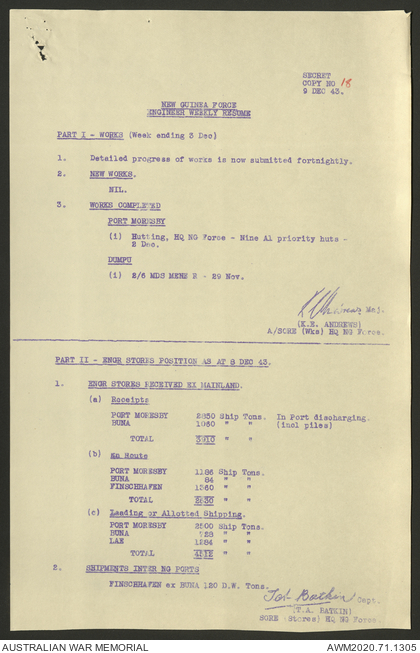 SECRET
COPY NO 18
9 DEC 43.
NEW GUINEA FORCE
ENGINEER WEEKLY RESUME
PART I - WORKS (Week ending 3 Dec)
1. Detailed progress of works is now submitted fortnightly.
2. NEW WORKS.
NIL.
3. WORKS COMPLETED
PORT MORESBY
(i) Hutting, HQ NG Force - Nine A1 priority huts -
2 Dec.
DUMPU
(i) 2/6 MDS - 29 Nov.
Maj.
(K.E. ANDREWS)
A/SORE (Wks) HQ NG Force.
PART II - ENGR STORES POSITION AS AT 8 DEC 43.
1. ENGR STORES RECEIVED EX MAINLAND.
(a) Receipts
PORT MORESBY 2850 Ship Tons. In Port discharging.
BUNA 1060 " " (incl piles)
TOTAL 3910 " "
(b) En Route
PORT MORESBY 1186 Ship Tons.
BUNA 84 " "
FINSCHHAFEN 1360 " "
TOTAL 2630 " "
(c) Loading or Allotted Shipping.
PORT MORESBY 2500 Ship Tons.
BUNA 728 " "
LAE 1284 " "
TOTAL " "
2. SHIPMENTS INTER NG PORTS
FINSCHHAFEN ex BUNA 120 D.W. Tons.
Capt.
(T.A. BATKIN)
SORE (Stores) HQ NG Force.
AUSTRALIAN WAR MEMORIAL
AWM2020.71.1305